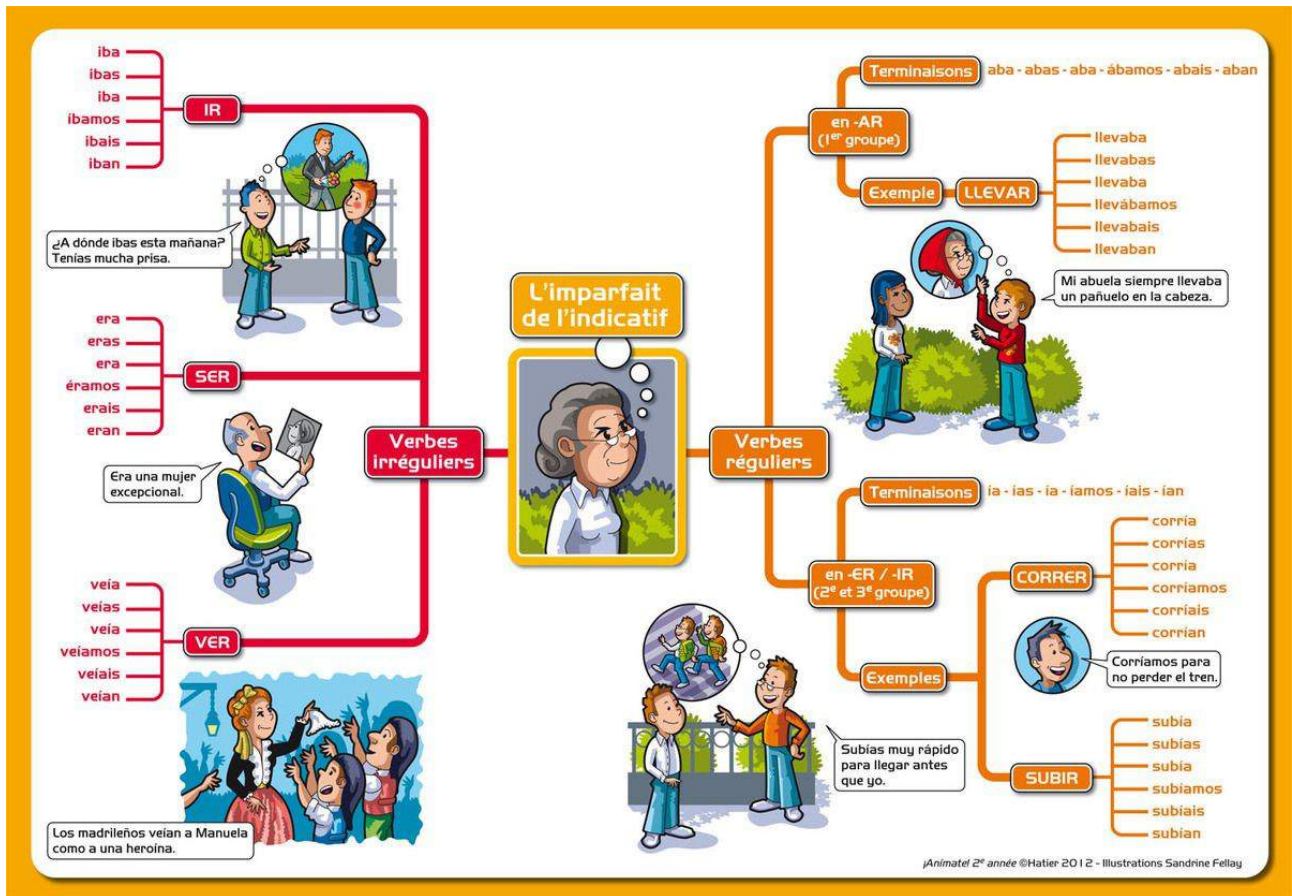 L'imparfait
de l'indicatif
Verbes
irréguliers
IR
iba
ibas
iba
íbamos
ibais
iban
¿A dónde ibas esta mañana?
Tenías mucha prisa.
SER
era
eras
era
éramos
erais
eran
Era una mujer
excepcional.
VER
veía
veías
veía
veíamos
veíais
veían
Los madrileños veían a Manuela
como a una heroína.
Verbes
réguliers
en -AR
(1er groupe)
Terminaisons
aba - abas - aba - ábamos - abais - aban
Exemple
LLEVAR
llevaba
llevabas
llevaba
llevábamos
llevabais
llevaban
Mi abuela siempre llevaba
un pañuelo en la cabeza.
en -ER / -IR
(2e et 3e groupe)
Terminaisons
ía - ías - ía - íamos - íais - ían
Exemples
CORRER
corría
corrías
corría
corríamos
corríais
corrían
Corríamos para
no perder el tren.
SUBIR
subía
subías
subía
subíamos
subíais
subían
Subías muy rápido
para llegar antes
que yo.
¡Anímate! 2e année ©Hatier 2012 - Illustrations Sandrine Fellay